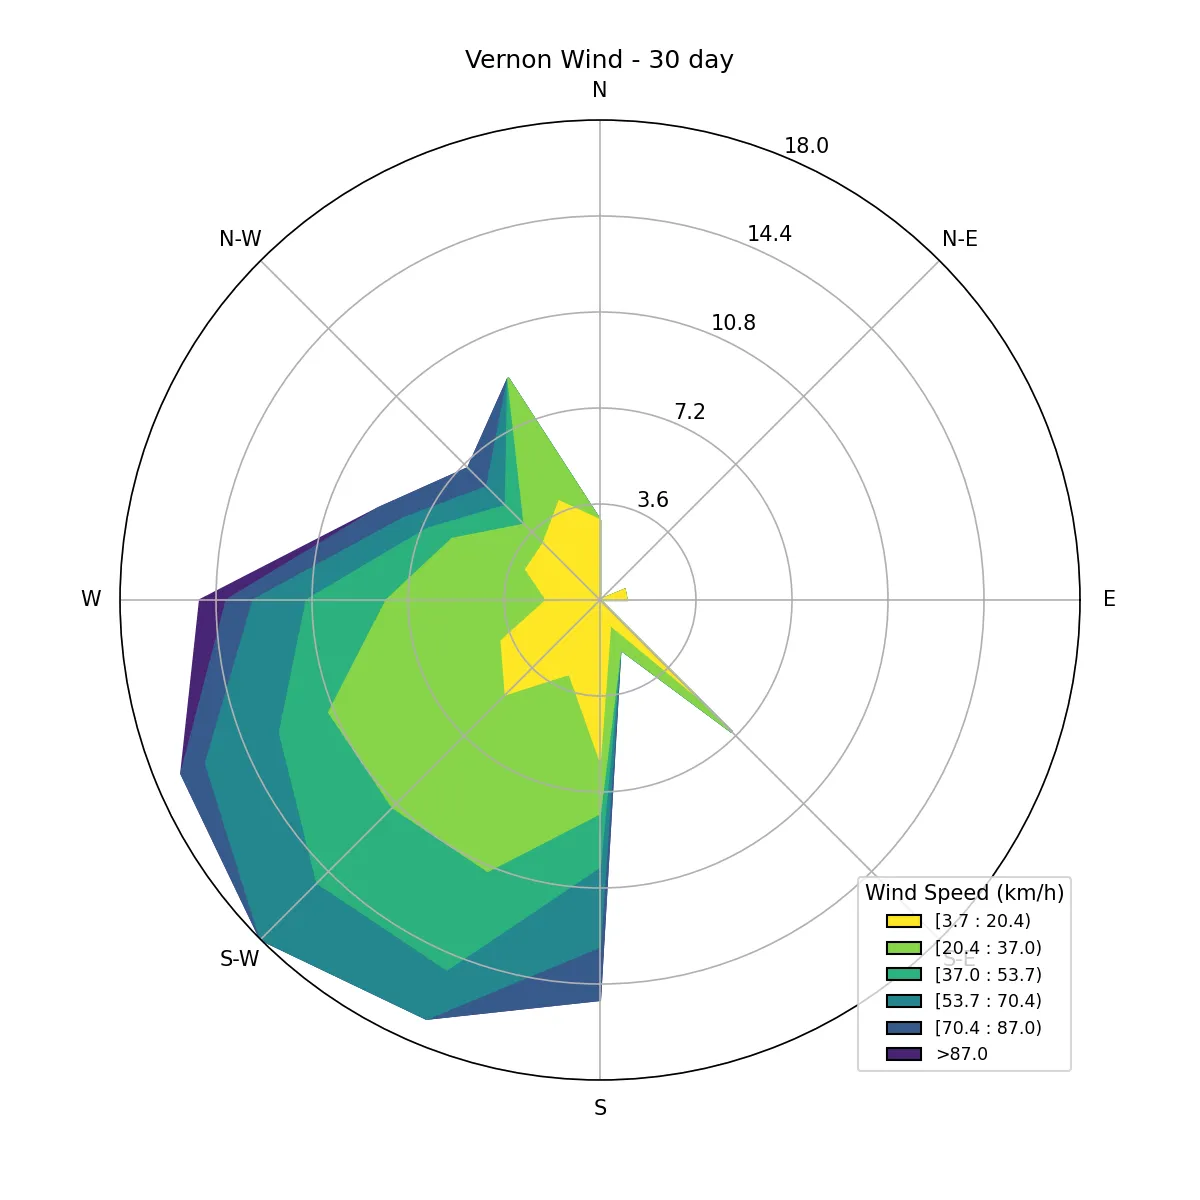 Vernon Wind - 30 day
N
18.0
N-W
14.4
N-E
10.8
7.2
3.6
W
E
S-W
S-E
S
Wind Speed (km/h)
[3.7 : 20.4)
[20.4 : 37.0)
[37.0 : 53.7)
[53.7 : 70.4)
[70.4 : 87.0)
>87.0